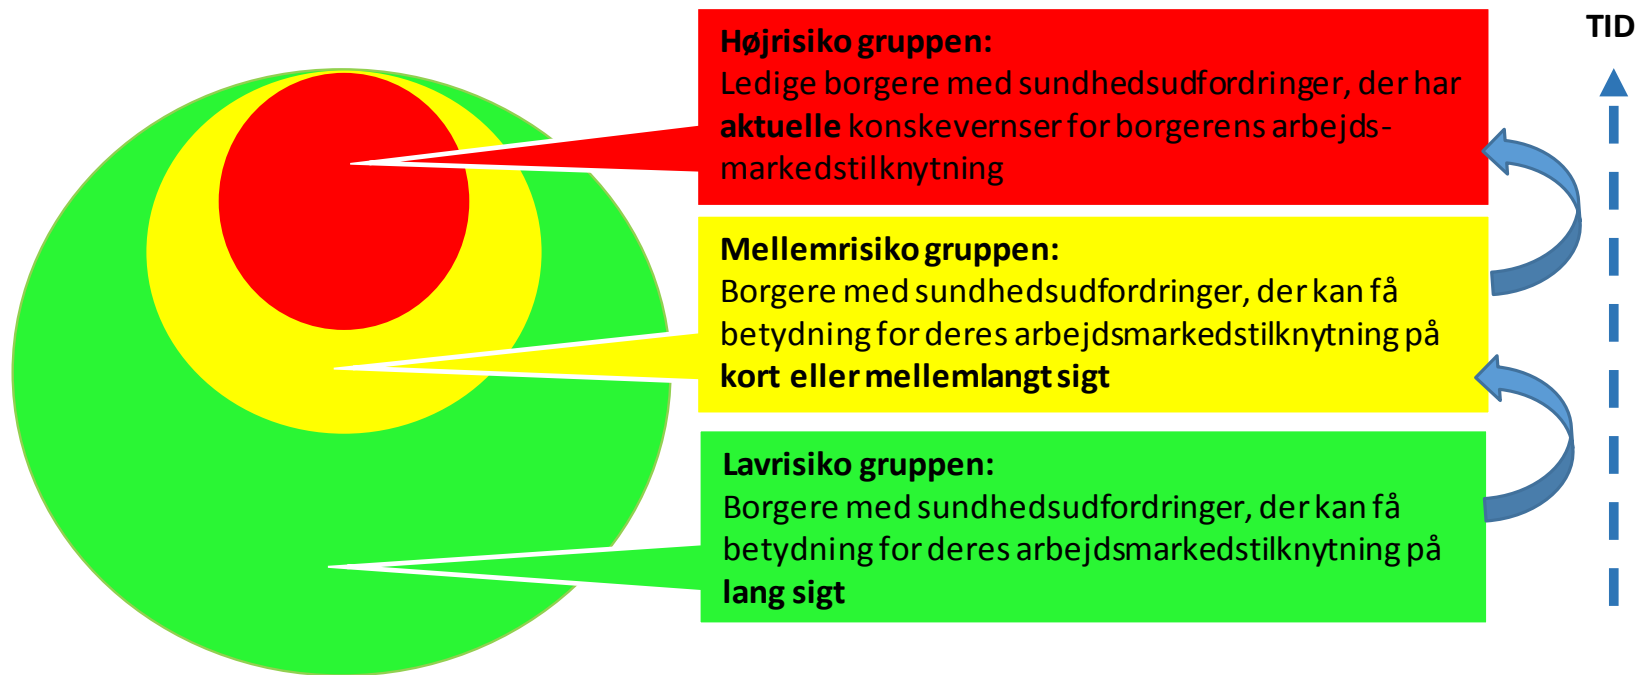 TID
Højrisiko gruppen:
Ledige borgere med sundhedsudfordringer, der har
aktuelle konskevernser for borgerens arbejds-
markedstilknytning
Mellemrisiko gruppen:
Borgere med sundhedsudfordringer, der kan få
betydning for deres arbejdsmarkedstilknytning på
kort eller mellemlangt sigt
Lavrisiko gruppen:
Borgere med sundhedsudfordringer, der kan få
betydning for deres arbejdsmarkedstilknytning på
lang sigt